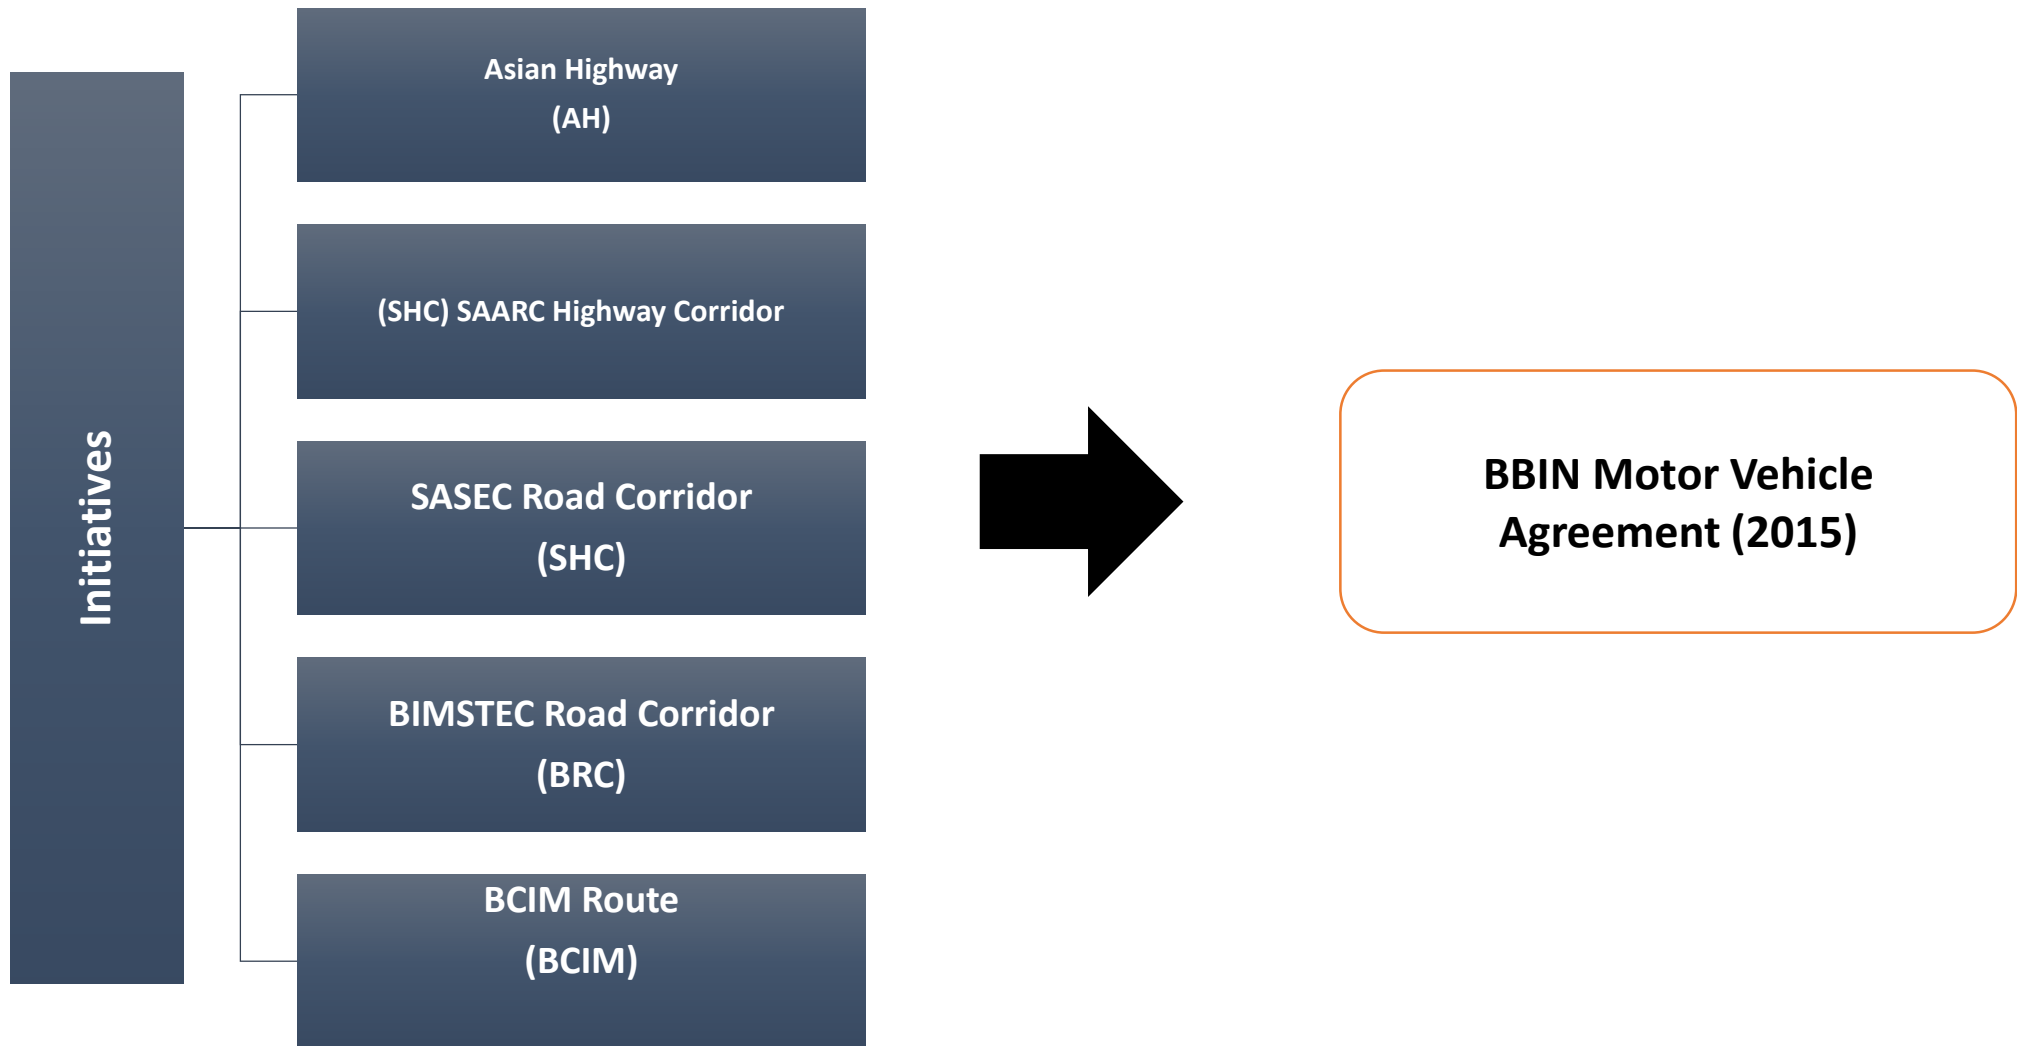 Initiatives
Asian Highway
(AH)
(SHC) SAARC Highway Corridor
SASEC Road Corridor
(SHC)
BIMSTEC Road Corridor
(BRC)
BCIM Route
(BCIM)
BBIN Motor Vehicle
Agreement (2015)